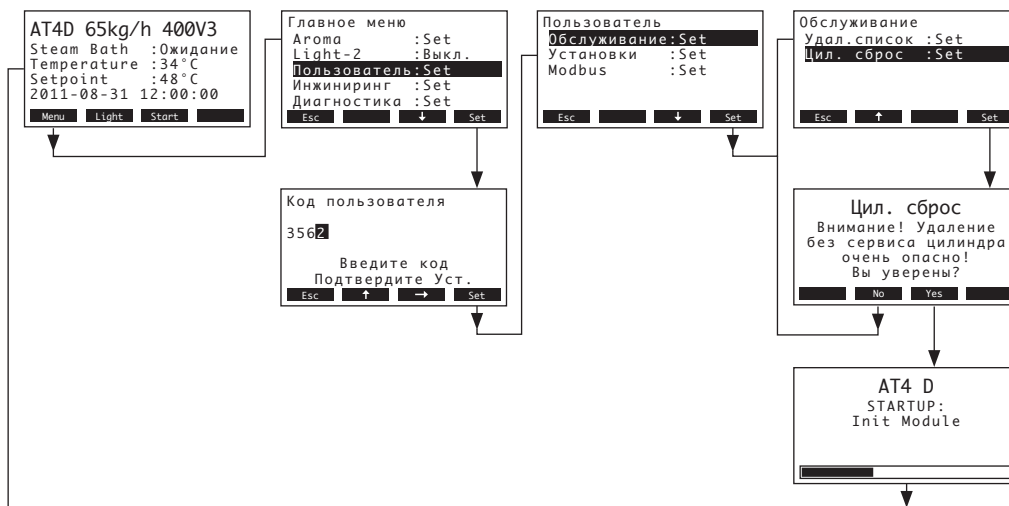 AT4D 65kg/h 400V3
Steam Bath :Ожидание
Temperature :34°C
Setpoint :48°C
2011-08-31 12:00:00
Menu Light Start
Главное меню
Aroma :Set
Light-2 :Выкл.
Пользователь:Set
Инжиниринг :Set
Диагностика :Set
Esc ↓ Set
Код пользователя
3562
Введите код
Подтвердите Уст.
Esc ↑ → Set
Пользователь
Обслуживание:Set
Установки :Set
Modbus :Set
Esc ↓ Set
Обслуживание
Удал.список :Set
Цил. сброс :Set
Esc ↑ Set
Цил. сброс
Внимание! Удаление
без сервиса цилиндра
очень опасно!
Вы уверены?
No Yes
AT4 D
STARTUP:
Init Module